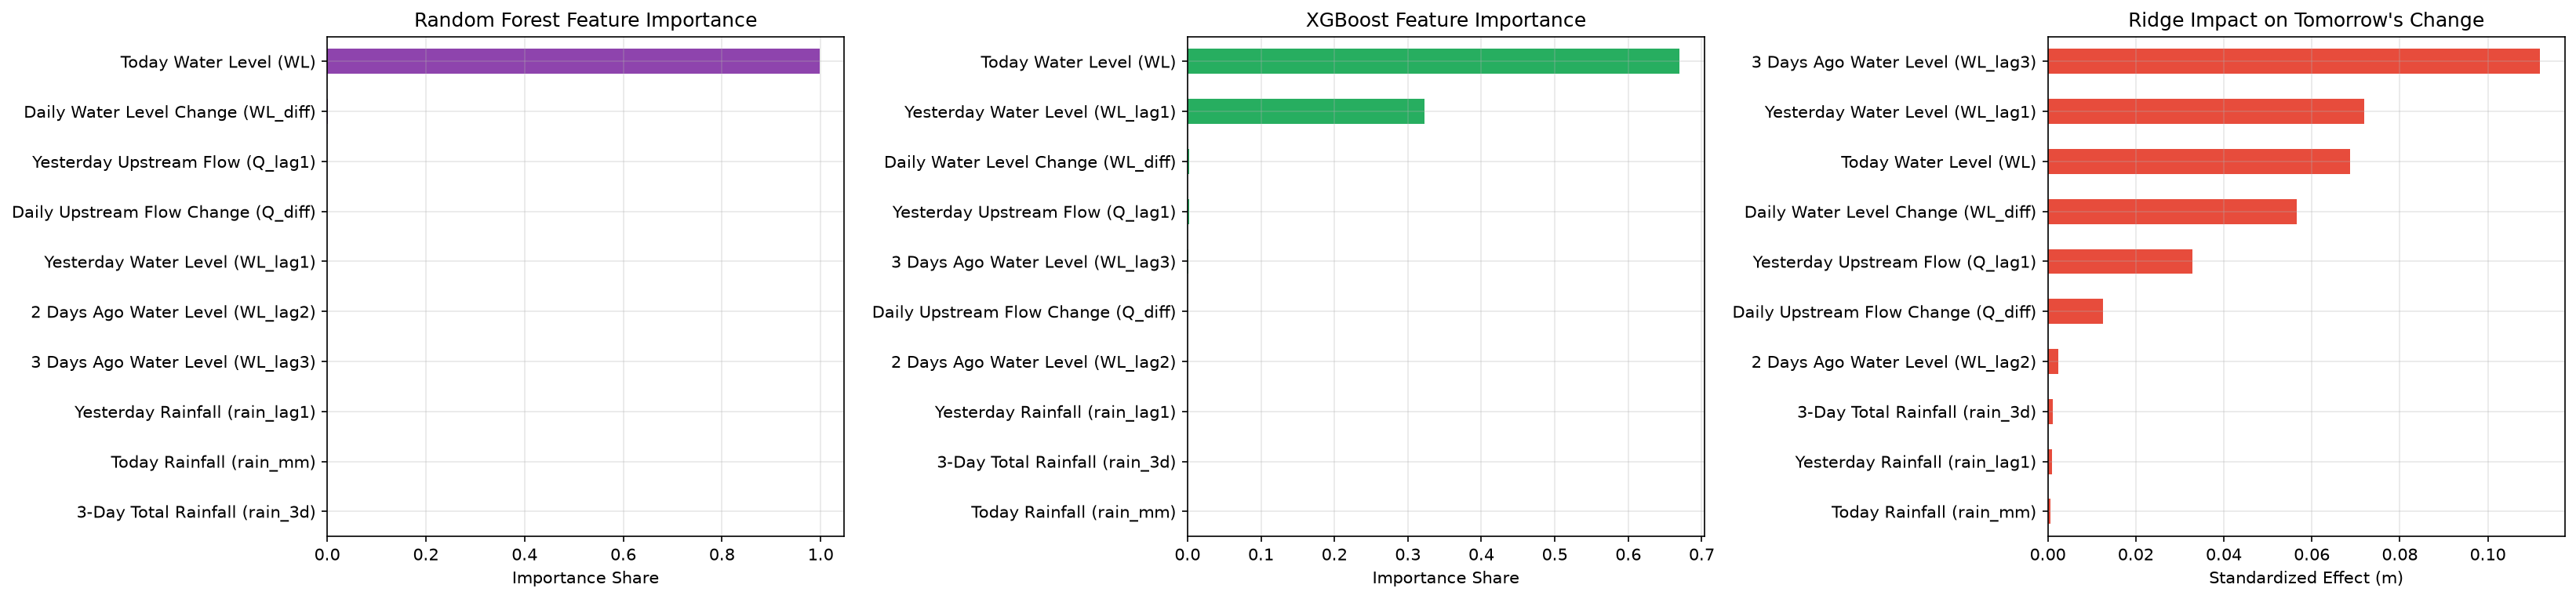 Random Forest Feature Importance
Today Water Level (WL)
Daily Water Level Change (WL_diff)
Yesterday Upstream Flow (Q_lag1)
Daily Upstream Flow Change (Q_diff)
Yesterday Water Level (WL_lag1)
2 Days Ago Water Level (WL_lag2)
3 Days Ago Water Level (WL_lag3)
Yesterday Rainfall (rain_lag1)
Today Rainfall (rain_mm)
3-Day Total Rainfall (rain_3d)
0.0 0.2 0.4 0.6 0.8 1.0
Importance Share
XGBoost Feature Importance
Today Water Level (WL)
Yesterday Water Level (WL_lag1)
Daily Water Level Change (WL_diff)
Yesterday Upstream Flow (Q_lag1)
3 Days Ago Water Level (WL_lag3)
Daily Upstream Flow Change (Q_diff)
2 Days Ago Water Level (WL_lag2)
Yesterday Rainfall (rain_lag1)
3-Day Total Rainfall (rain_3d)
Today Rainfall (rain_mm)
0.0 0.1 0.2 0.3 0.4 0.5 0.6 0.7
Importance Share
Ridge Impact on Tomorrow's Change
3 Days Ago Water Level (WL_lag3)
Yesterday Water Level (WL_lag1)
Today Water Level (WL)
Daily Water Level Change (WL_diff)
Yesterday Upstream Flow (Q_lag1)
Daily Upstream Flow Change (Q_diff)
2 Days Ago Water Level (WL_lag2)
3-Day Total Rainfall (rain_3d)
Yesterday Rainfall (rain_lag1)
Today Rainfall (rain_mm)
0.00 0.02 0.04 0.06 0.08 0.10
Standardized Effect (m)